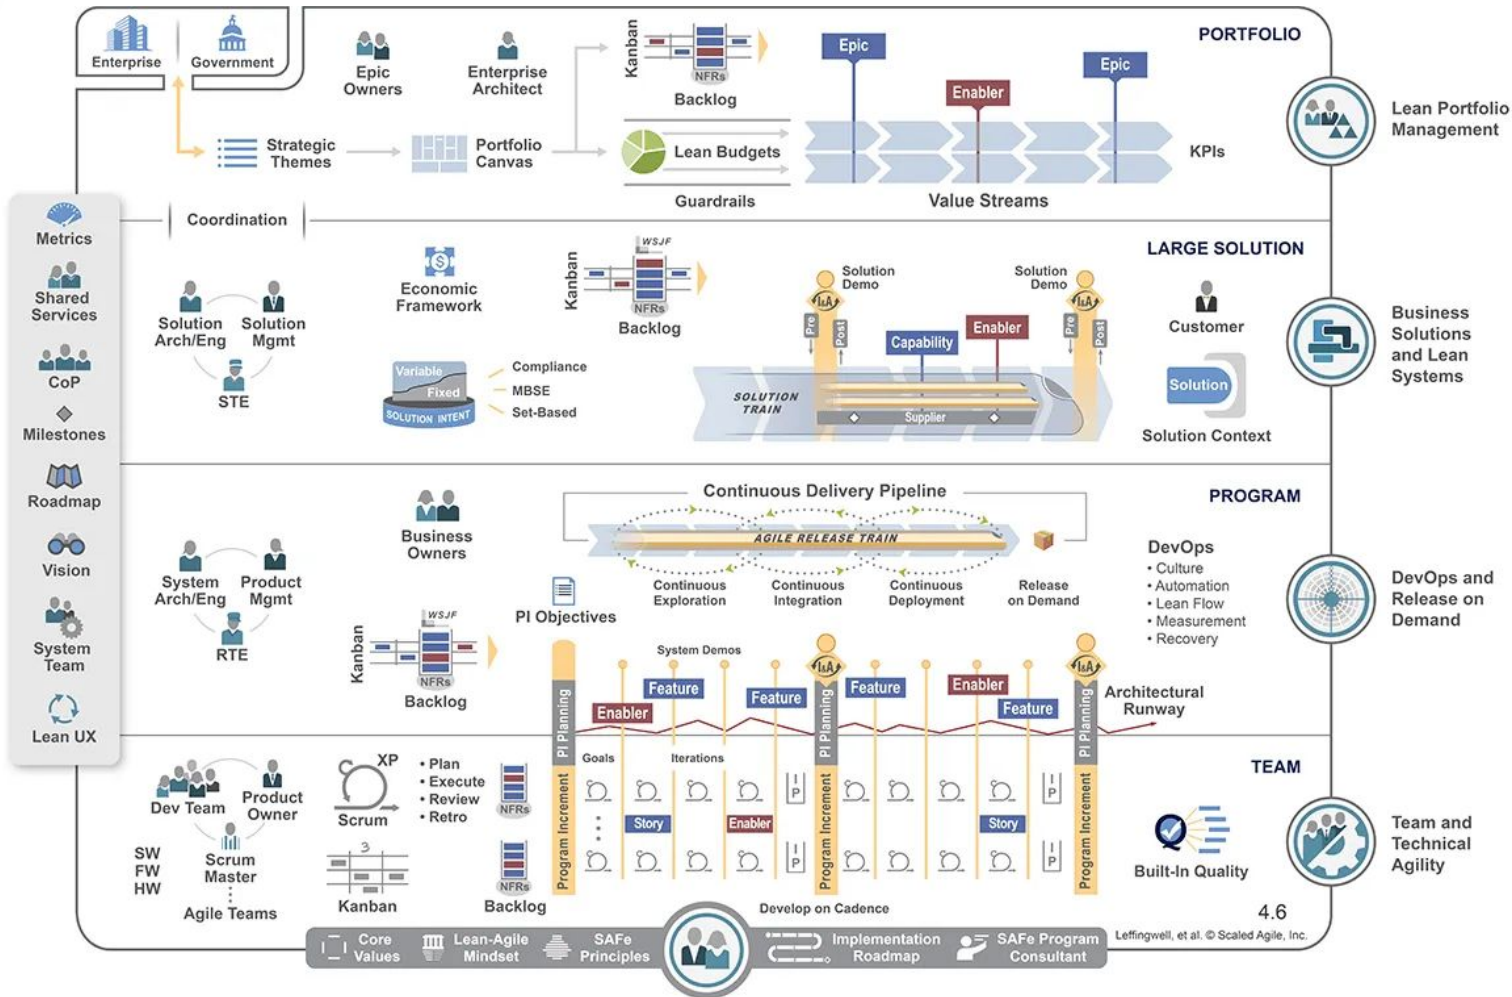 Enterprise
Government
Epic
Owners
Enterprise
Architect
Kanban
NFRs
Backlog
Epic
Enabler
Epic
PORTFOLIO
Strategic
Themes
Portfolio
Canvas
Lean Budgets
Guardrails
Value Streams
KPIs
Lean Portfolio
Management
Coordination
Metrics
Shared
Services
CoP
Milestones
Roadmap
Vision
System
Team
Lean UX
LARGE SOLUTION
Solution
Arch/Eng
Solution
Mgmt
STE
Economic
Framework
Variable
Fixed
SOLUTION INTENT
Compliance
MBSE
Set-Based
Kanban
WSJF
NFRs
Backlog
Solution
Demo
I&A
Pre
Post
Capability
Enabler
Solution
Demo
I&A
Pre
Post
SOLUTION
TRAIN
Supplier
Customer
Solution
Solution Context
Business
Solutions
and Lean
Systems
PROGRAM
System
Arch/Eng
Product
Mgmt
RTE
Business
Owners
Kanban
WSJF
NFRs
Backlog
PI Objectives
Continuous Delivery Pipeline
AGILE RELEASE TRAIN
Continuous
Exploration
Continuous
Integration
Continuous
Deployment
Release
on Demand
DevOps
• Culture
• Automation
• Lean Flow
• Measurement
• Recovery
DevOps and
Release on
Demand
System Demos
Enabler
Feature
Feature
I&A
Feature
Enabler
Feature
I&A
Architectural
Runway
PI Planning
PI Planning
PI Planning
TEAM
Dev Team
Product
Owner
Scrum
Master
SW
FW
HW
Agile Teams
XP
Scrum
• Plan
• Execute
• Review
• Retro
3
Kanban
NFRs
NFRs
Backlog
Program Increment
Goals
Iterations
Story
Enabler
I
P
I
P
Program Increment
Story
I
P
I
P
Program Increment
Develop on Cadence
Built-In Quality
Team and
Technical
Agility
4.6
Leffingwell, et al. © Scaled Agile, Inc.
Core
Values
Lean-Agile
Mindset
SAFe
Principles
Implementation
Roadmap
SAFe Program
Consultant